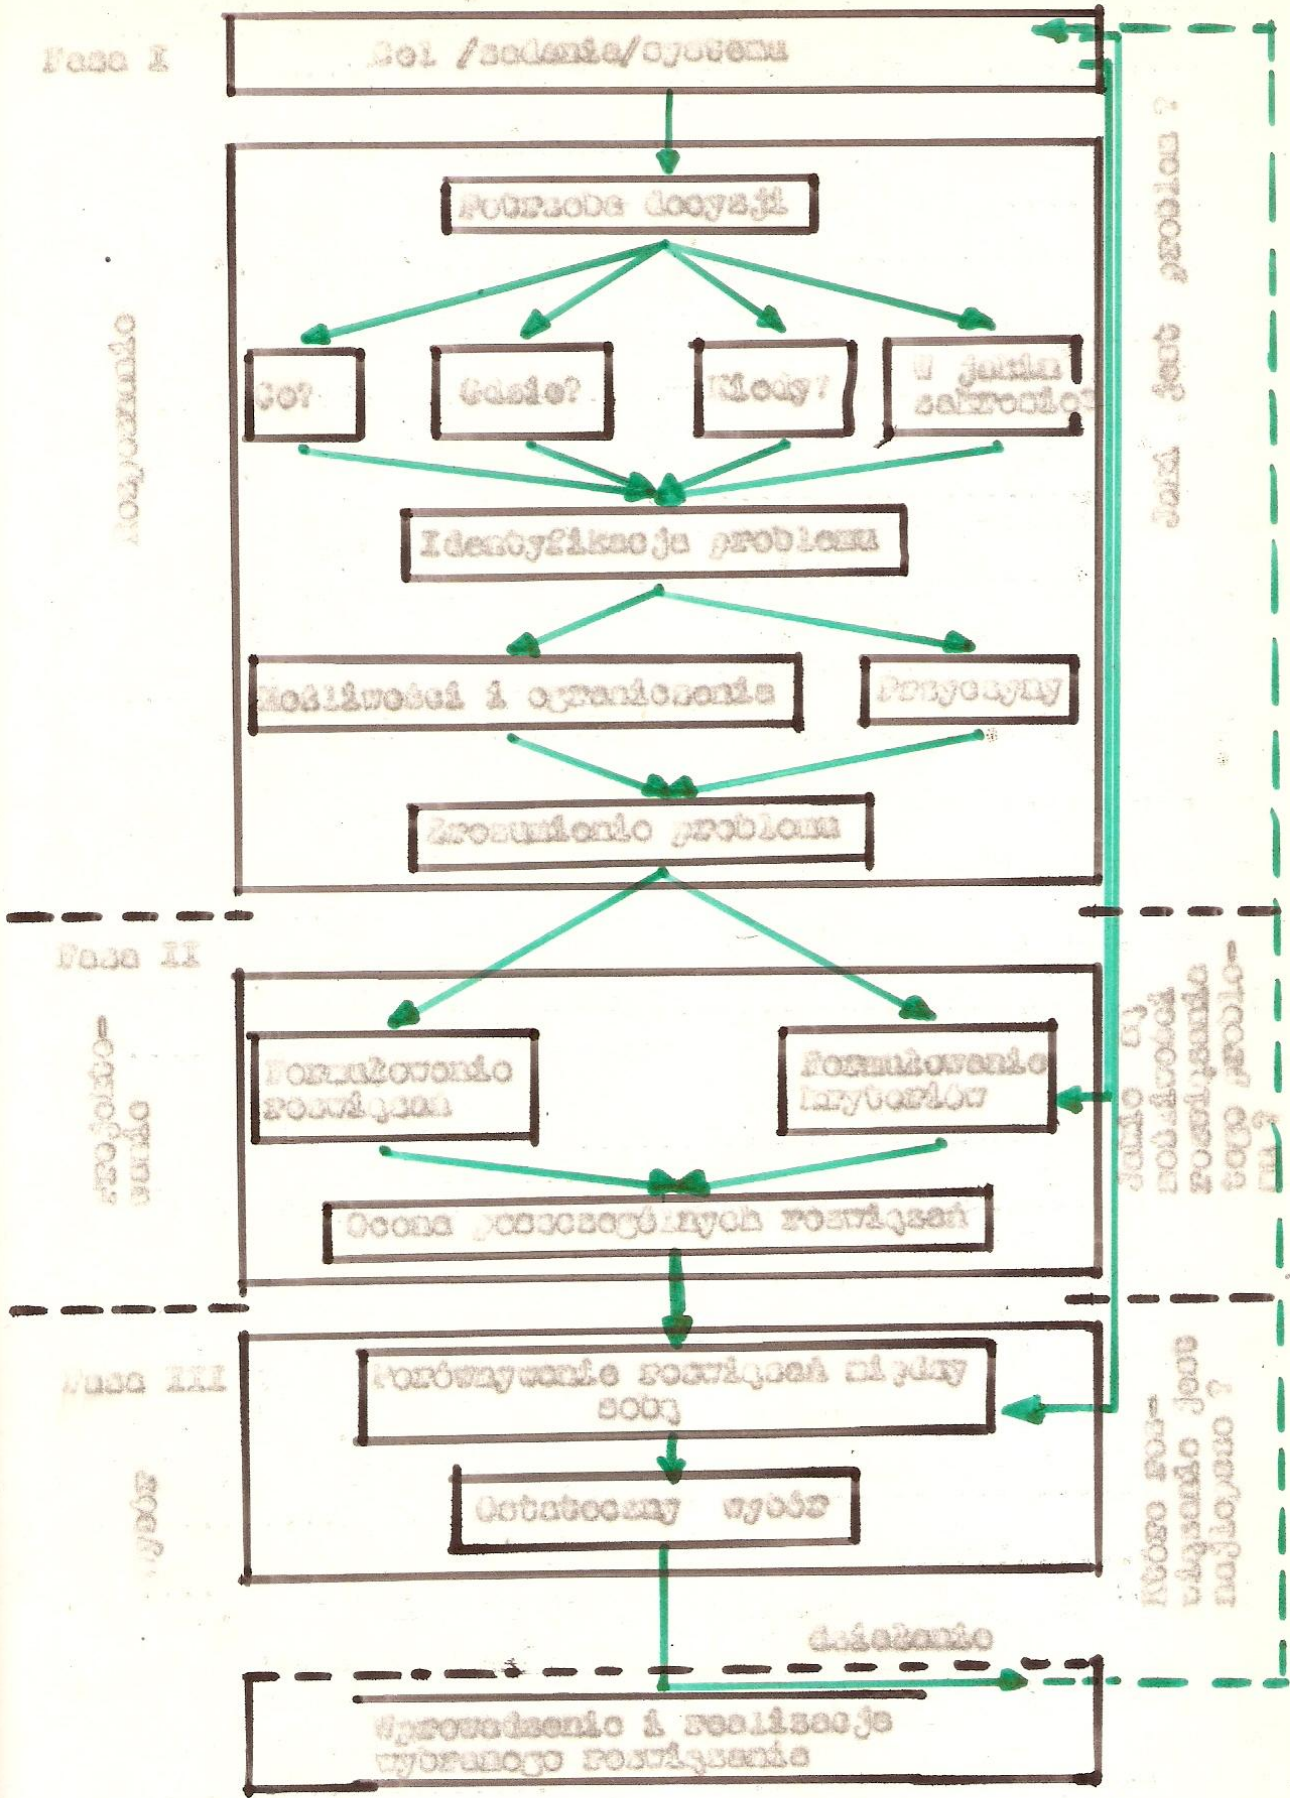 Faza I
Cel /zadania/systemu
Potrzeba decyzji
Co?
Gdzie?
Kiedy?
W jakim
zakresie?
Identyfikacja problemu
Możliwości i ograniczenia
Przyczyny
Zrozumienie problemu
Rozpoznanie
Jaki jest problem ?
Faza II
Projekto-
wanie
Formułowanie
rozwiązań
Formułowanie
kryteriów
Ocena poszczególnych rozwiązań
Jakie są
możliwości
rozwiązania
tego proble-
mu?
Faza III
Wybór
Porównywanie rozwiązań między
sobą
Ostateczny wybór
Które roz-
wiązanie jest
najlepsze ?
działanie
Wprowadzenie i realizacja
wybranego rozwiązania